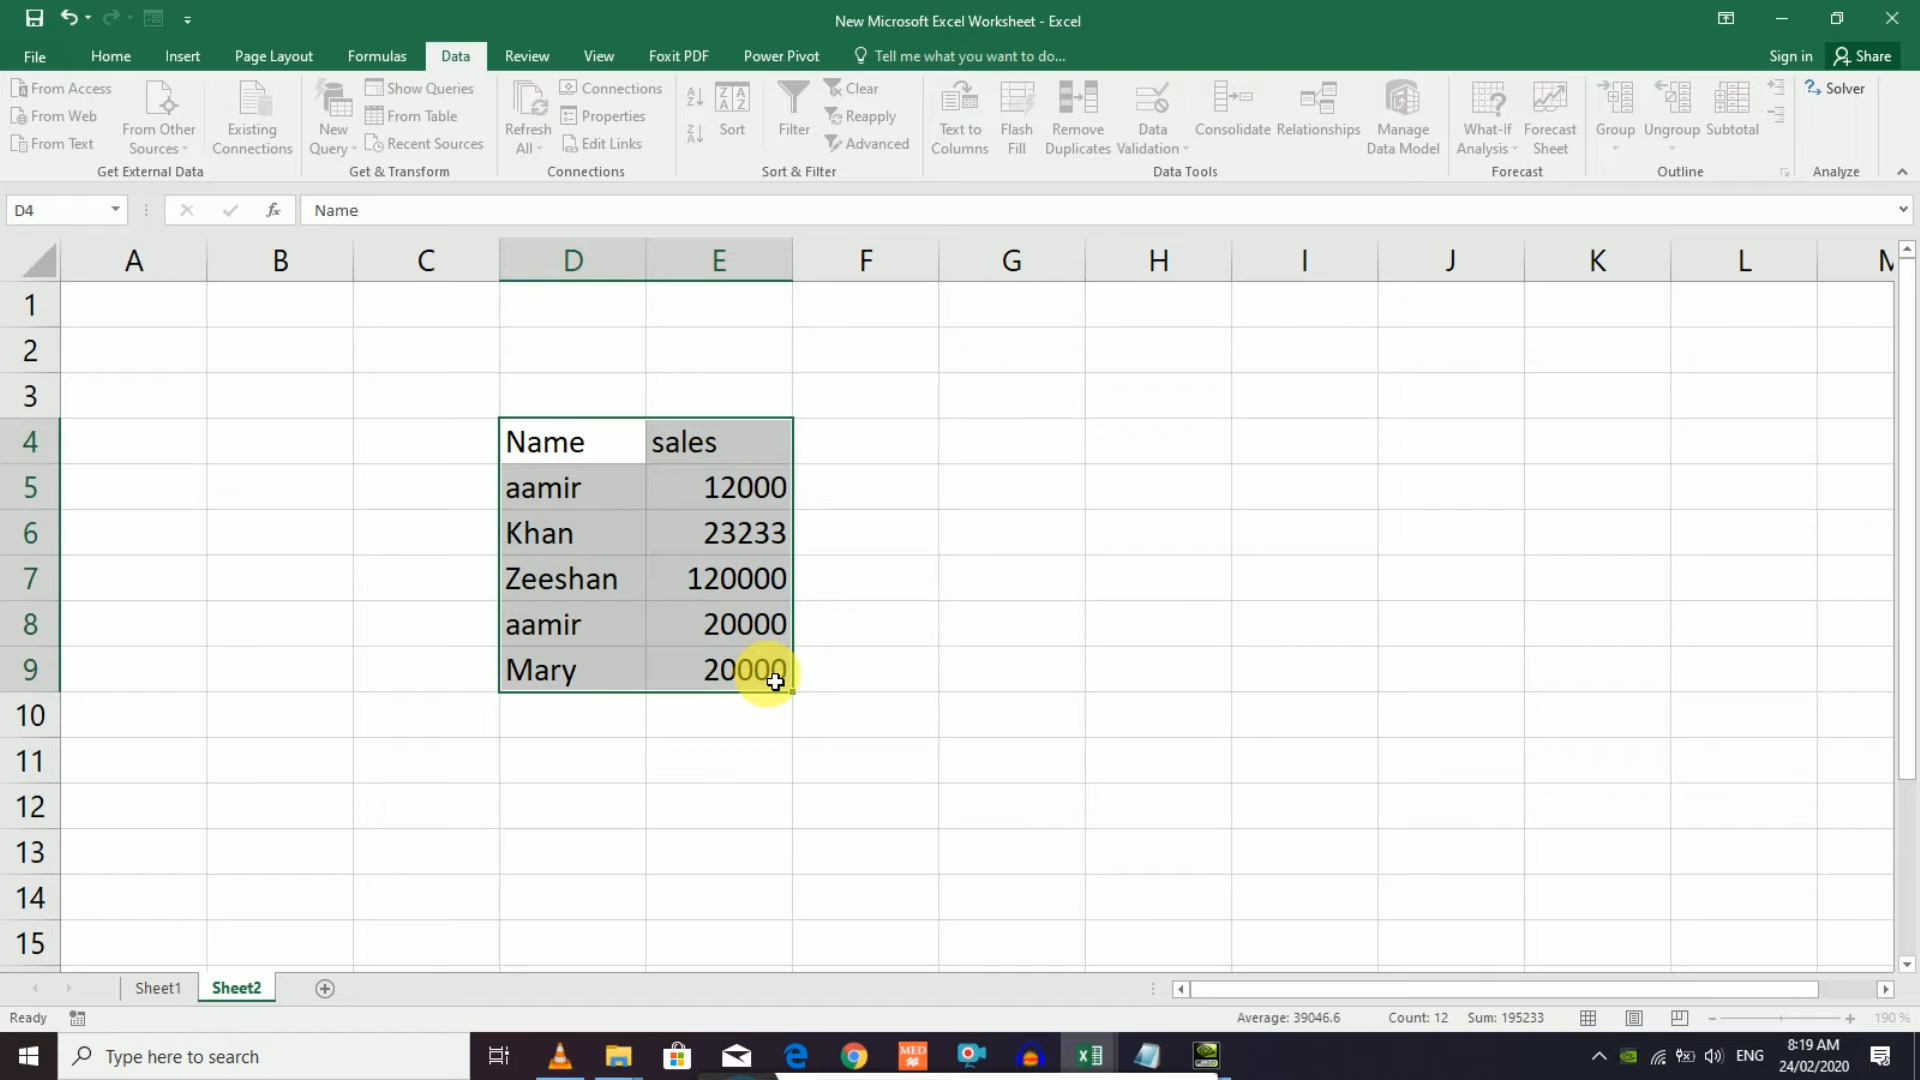 New Microsoft Excel Worksheet - Excel
File Home Insert Page Layout Formulas Data Review View Foxit PDF Power Pivot Tell me what you want to do... Sign in Share
From Access
From Web
From Text
From Other Sources
Existing Connections
Get External Data
New Query
Show Queries
From Table
Recent Sources
Get & Transform
Refresh All
Connections
Properties
Edit Links
Connections
Sort
Filter
Clear
Reapply
Advanced
Sort & Filter
Text to Columns
Flash Fill
Remove Duplicates
Data Validation
Consolidate
Relationships
Manage Data Model
Data Tools
What-If Analysis
Forecast Sheet
Forecast
Group
Ungroup
Subtotal
Outline
Solver
Analyze
D4 fx Name
A B C D E F G H I J K L M
1
2
3
4 Name sales
5 aamir 12000
6 Khan 23233
7 Zeeshan 120000
8 aamir 20000
9 Mary 20000
10
11
12
13
14
15
Sheet1 Sheet2
Ready Average: 39046.6 Count: 12 Sum: 195233 190 %
Type here to search MED ENG 8:19 AM
24/02/2020